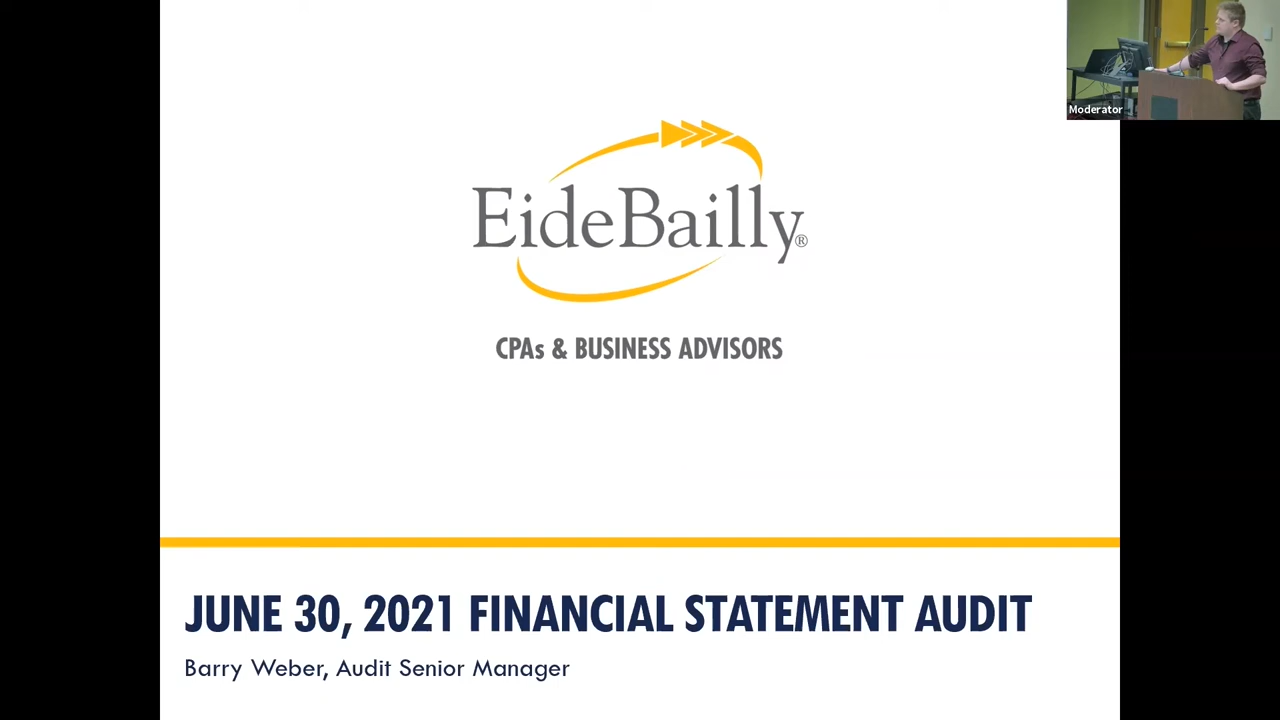 Moderator
EideBailly®
CPAs & BUSINESS ADVISORS
JUNE 30, 2021 FINANCIAL STATEMENT AUDIT
Barry Weber, Audit Senior Manager